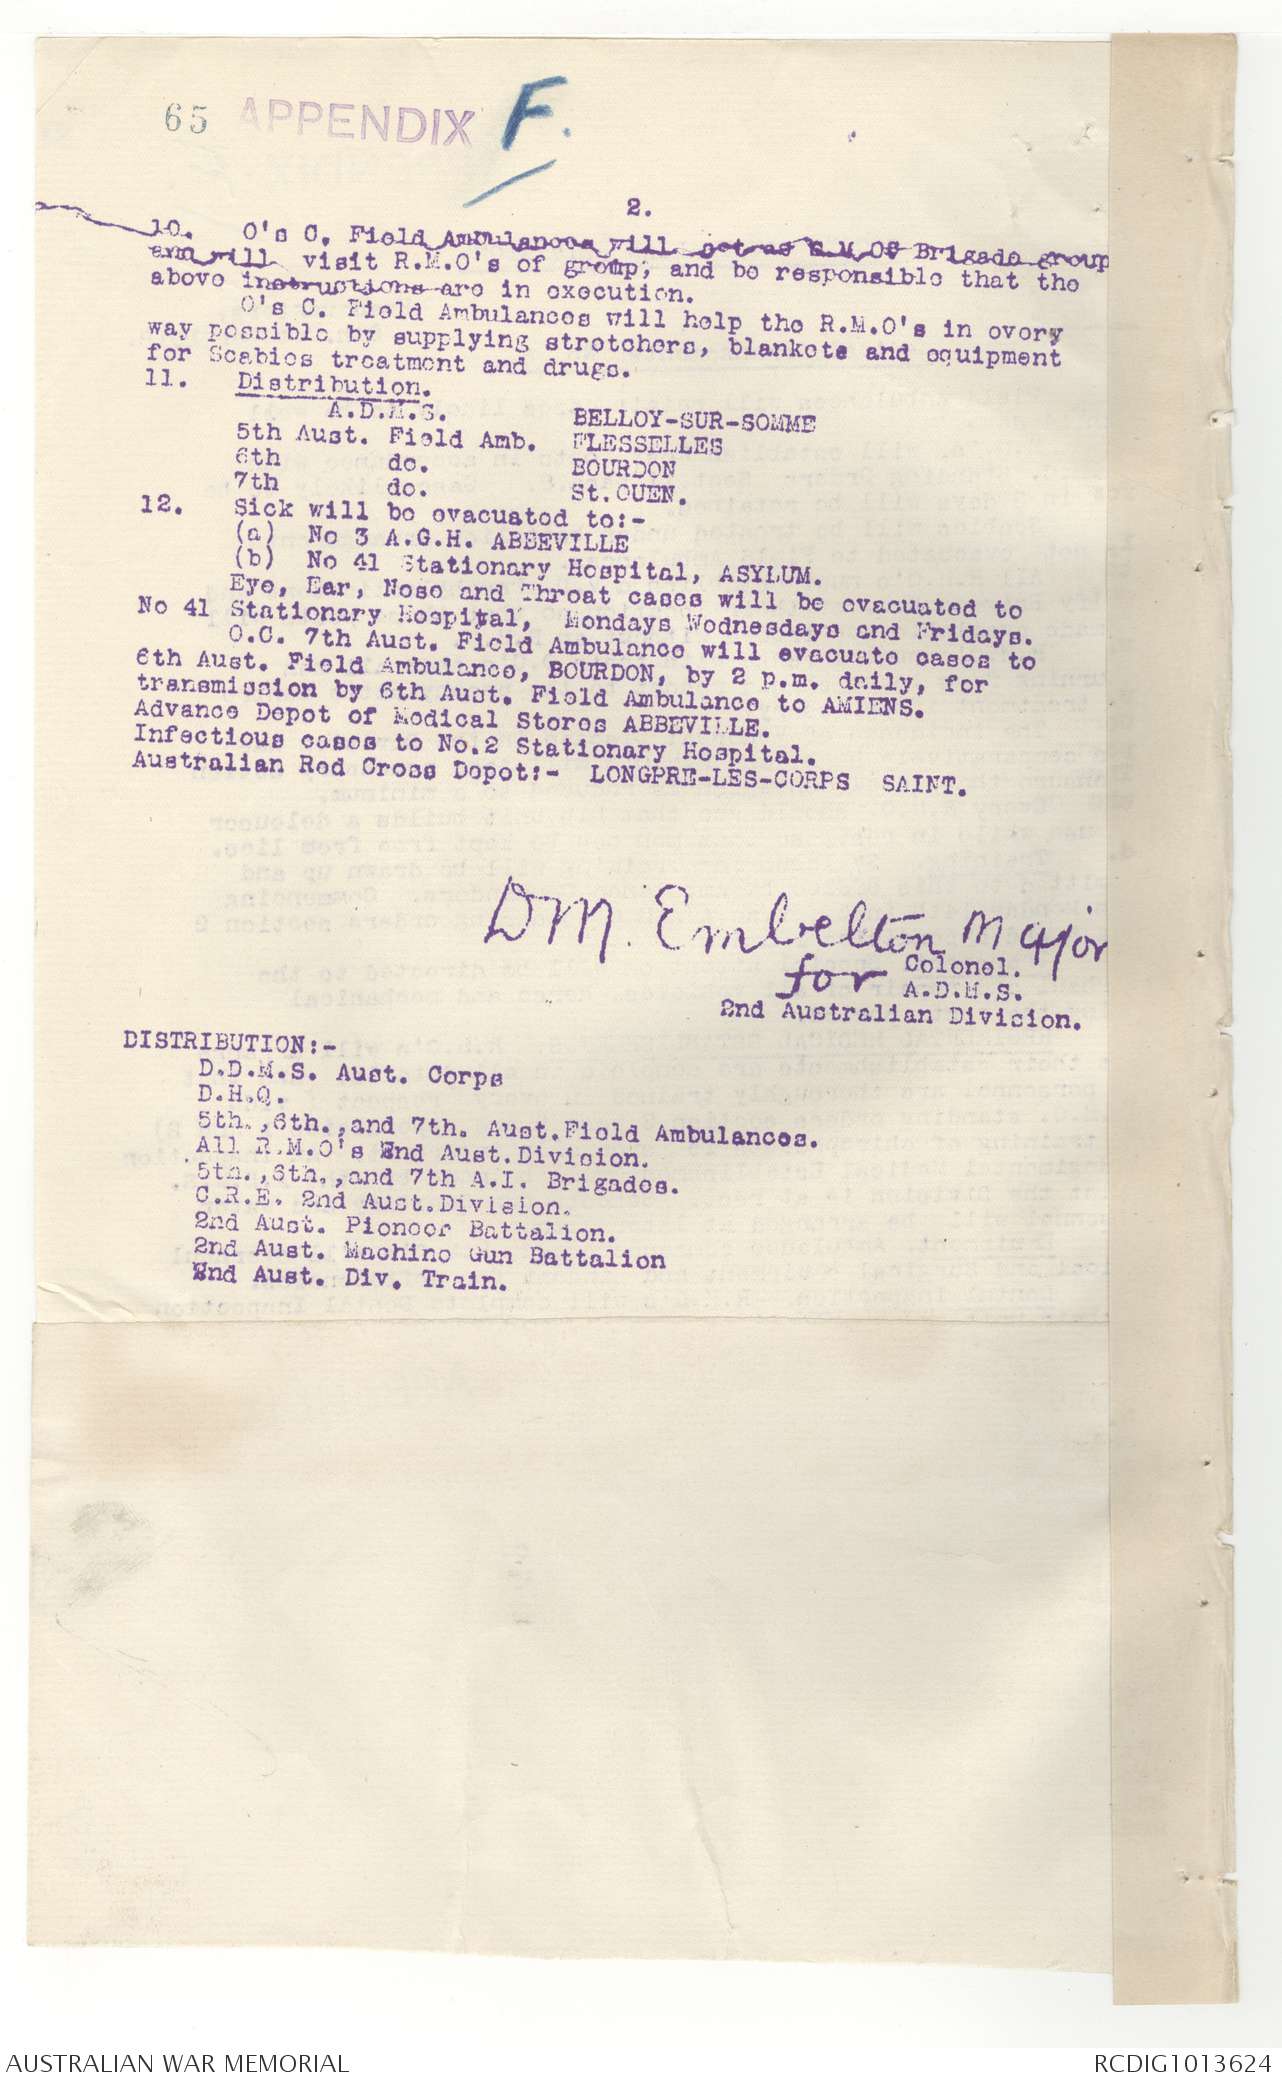 65 APPENDIX F.
2.
10. O's C. Field Ambulances will act as S.M.O's Brigade group
and will visit R.M.O's of group, and be responsible that the
above instructions are in execution.
O's C. Field Ambulances will help the R.M.O's in every
way possible by supplying stretchers, blankets and equipment
for Scabies treatment and drugs.
11. Distribution.
A.D.M.S. BELLOY-SUR-SOMME
5th Aust. Field Amb. FLESSELLES
6th do. BOURDON
7th do. St.OUEN.
12. Sick will be evacuated to:-
(a) No 3 A.G.H. ABBEVILLE
(b) No 41 Stationary Hospital, ASYLUM.
Eye, Ear, Nose and Throat cases will be evacuated to
No 41 Stationary Hospital, Mondays Wednesdays and Fridays.
O.C. 7th Aust. Field Ambulance will evacuate cases to
6th Aust. Field Ambulance, BOURDON, by 2 p.m. daily, for
transmission by 6th Aust. Field Ambulance to AMIENS.
Advance Depot of Medical Stores ABBEVILLE.
Infectious cases to No.2 Stationary Hospital.
Australian Red Cross Depot:- LONGPRE-LES-CORPS SAINT.
DM. Embelton Major
for Colonel.
A.D.M.S.
2nd Australian Division.
DISTRIBUTION:-
D.D.M.S. Aust. Corps
D.H.Q.
5th.,6th.,and 7th. Aust.Field Ambulances.
All R.M.O's 2nd Aust.Division.
5th.,6th.,and 7th A.I. Brigades.
C.R.E. 2nd Aust.Division.
2nd Aust. Pioneer Battalion.
2nd Aust. Machine Gun Battalion
2nd Aust. Div. Train.
AUSTRALIAN WAR MEMORIAL
RCDIG1013624